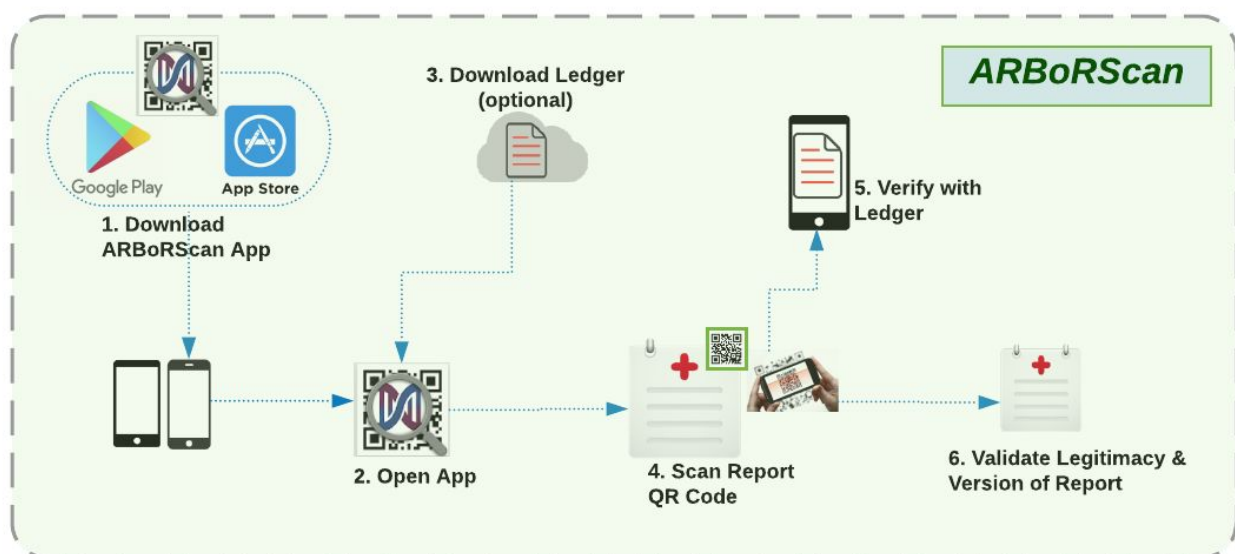 ARBoRScan
3. Download Ledger
(optional)
Google Play
App Store
1. Download
ARBoRScan App
5. Verify with
Ledger
2. Open App
4. Scan Report
QR Code
6. Validate Legitimacy &
Version of Report